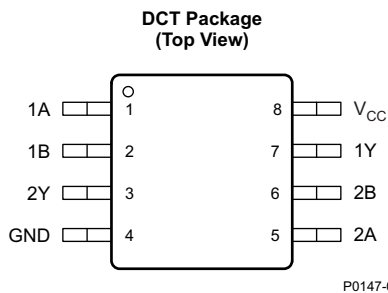 DCT Package
(Top View)
1A 1 8 VCC
1B 2 7 1Y
2Y 3 6 2B
GND 4 5 2A